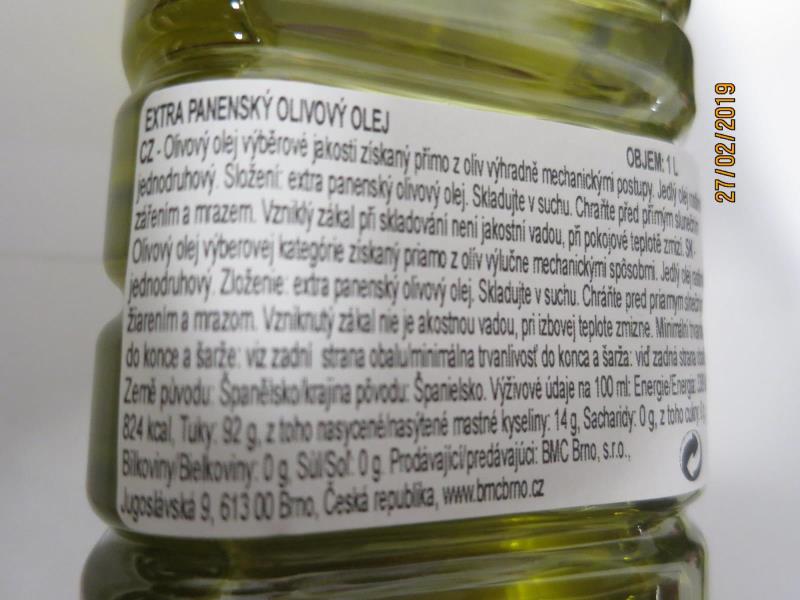 EXTRA PANENSKÝ OLIVOVÝ OLEJ
OBJEM: 1 L
CZ - Olivový olej výběrové jakosti získaný přímo z oliv výhradně mechanickými postupy. Jedlý olej
jednodruhový. Složení: extra panenský olivový olej. Skladujte v suchu. Chraňte před přímým slunečním
zářením a mrazem. Vzniklý zákal při skladování není jakostní vadou, při pokojové teplotě zmizí. SK -
Olivový olej výberovej kategórie získaný priamo z olív výlučne mechanickými spôsobmi. Jedlý olej
jednodruhový. Zloženie: extra panenský olivový olej. Skladujte v suchu. Chráňte pred priamym
žiarením a mrazom. Vzniknutý zákal nie je akostnou vadou, pri izbovej teplote zmizne. Minimální
do konce a šarže: viz zadní strana obalu/minimálna trvanlivosť do konca a šarža: viď zadná strana
Země původu: Španělsko/krajina pôvodu: Španielsko. Výživové údaje na 100 ml: Energie/Energia:
824 kcal, Tuky: 92 g, z toho nasycené/nasýtené mastné kyseliny: 14 g, Sacharidy: 0 g, z toho cukry:
Bílkoviny/Bielkoviny: 0 g, Sůl/Soľ: 0 g. Prodávající/predávajúci: BMC Brno, s.r.o.,
Jugoslávská 9, 613 00 Brno, Česká republika, www.bmcbrno.cz
27/02/2019